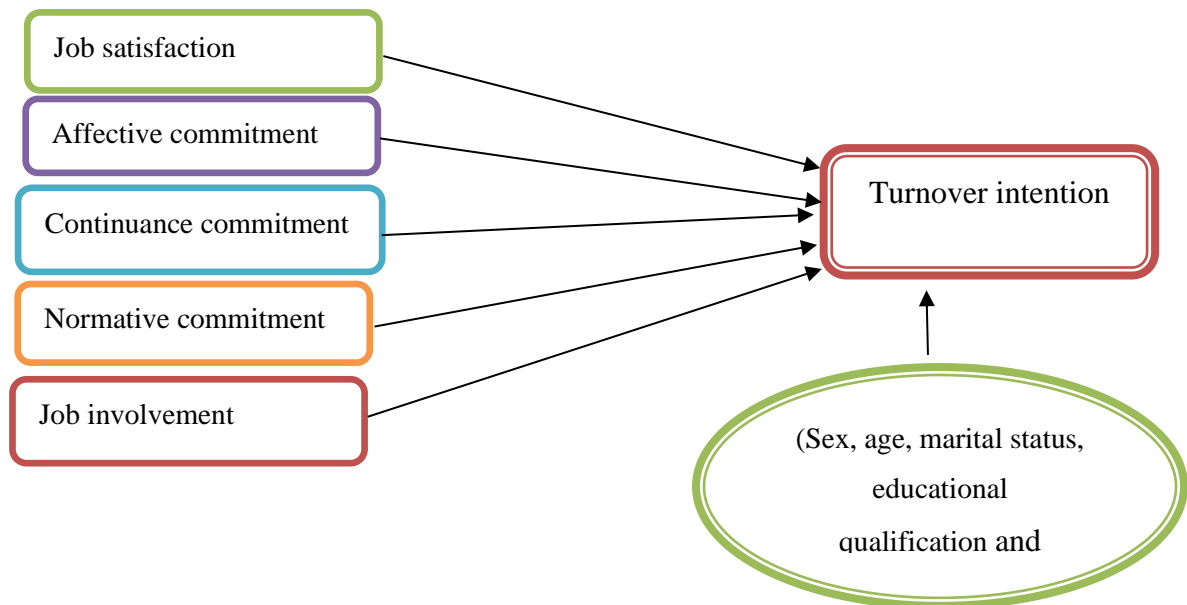 Job satisfaction
Affective commitment
Continuance commitment
Normative commitment
Job involvement
Turnover intention
(Sex, age, marital status,
educational
qualification and